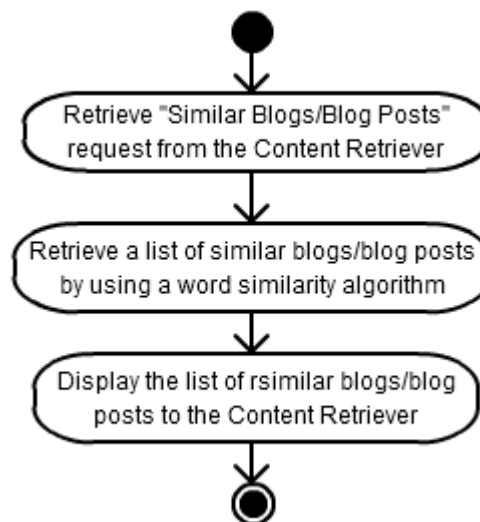 Retrieve "Similar Blogs/Blog Posts"
request from the Content Retriever
Retrieve a list of similar blogs/blog posts
by using a word similarity algorithm
Display the list of rsimilar blogs/blog
posts to the Content Retriever